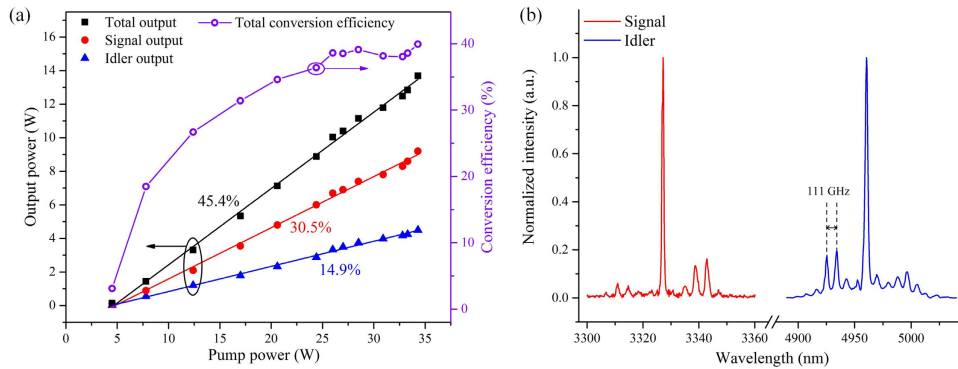 (a)
Total output
Signal output
Idler output
Total conversion efficiency
16
14
12
10
8
6
4
2
0
Output power (W)
45.4%
30.5%
14.9%
40
30
20
10
0
Conversion efficiency (%)
0 5 10 15 20 25 30 35
Pump power (W)
(b)
Signal
Idler
1.0
0.8
0.6
0.4
0.2
0.0
Normalized intensity (a.u.)
111 GHz
3300 3320 3340 3360 4900 4950 5000
Wavelength (nm)